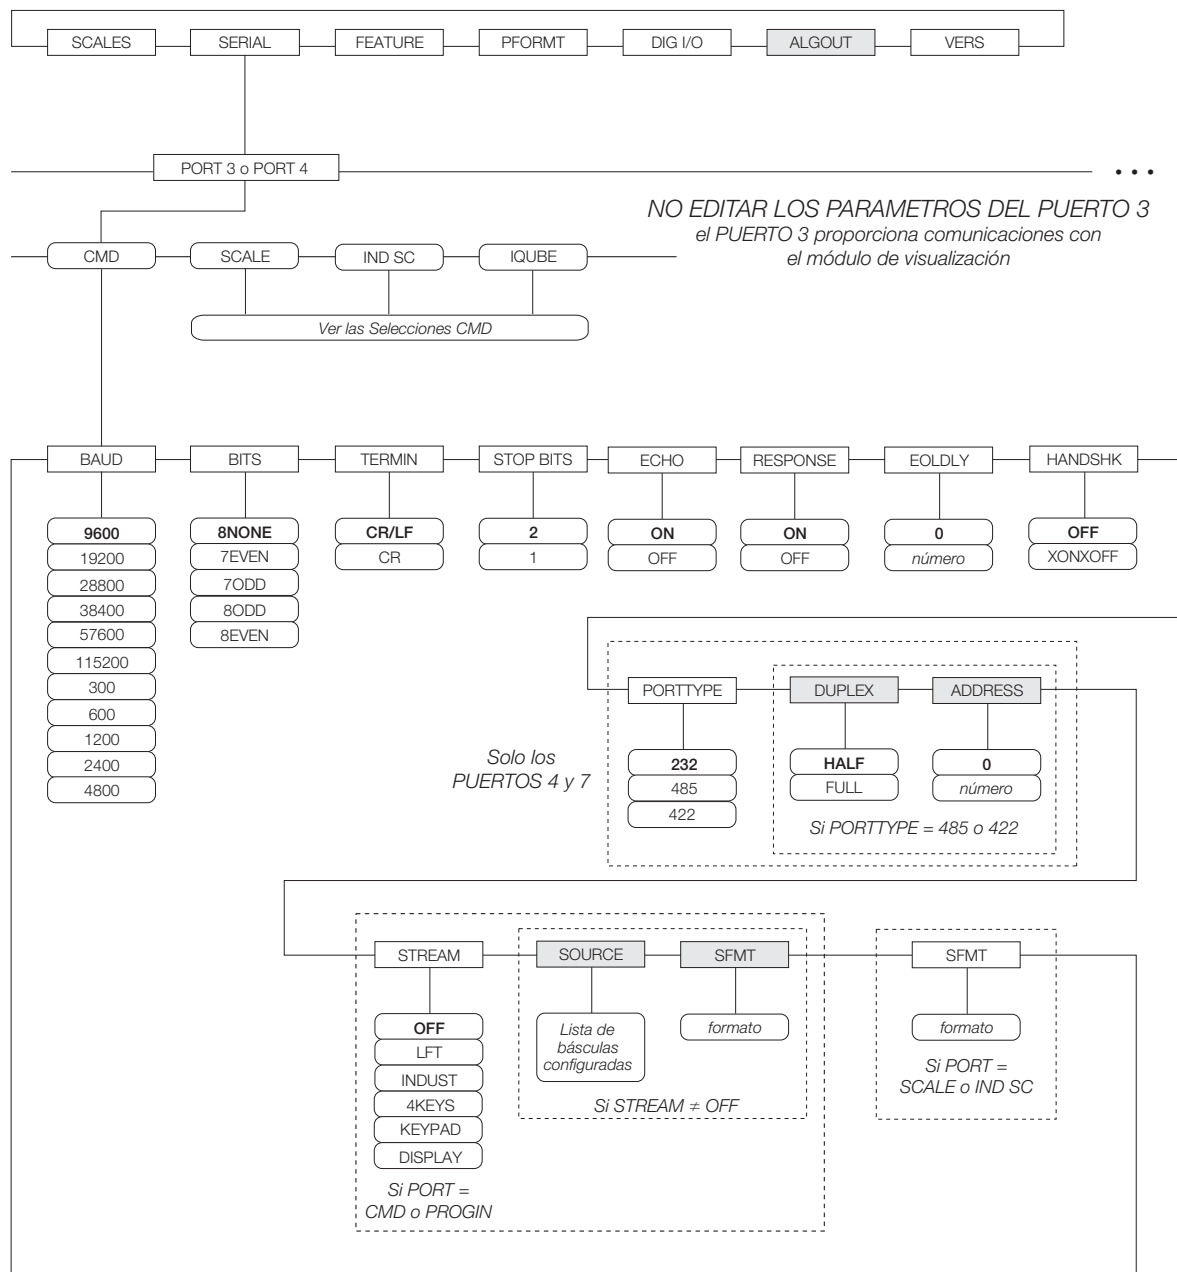 SCALES
SERIAL
FEATURE
PFORMT
DIG I/O
ALGOUT
VERS
PORT 3 o PORT 4
• • •
NO EDITAR LOS PARAMETROS DEL PUERTO 3
el PUERTO 3 proporciona comunicaciones con
el módulo de visualización
CMD
SCALE
IND SC
IQUBE
Ver las Selecciones CMD
BAUD
BITS
TERMIN
STOP BITS
ECHO
RESPONSE
EOLDLY
HANDSHK
9600
19200
28800
38400
57600
115200
300
600
1200
2400
4800
8NONE
7EVEN
7ODD
8ODD
8EVEN
CR/LF
CR
2
1
ON
OFF
ON
OFF
0
número
OFF
XONXOFF
Solo los
PUERTOS 4 y 7
PORTTYPE
232
485
422
DUPLEX
HALF
FULL
ADDRESS
0
número
Si PORTTYPE = 485 o 422
STREAM
OFF
LFT
INDUST
4KEYS
KEYPAD
DISPLAY
Si PORT =
CMD o PROGIN
SOURCE
Lista de
básculas
configuradas
SFMT
formato
Si STREAM ≠ OFF
SFMT
formato
Si PORT =
SCALE o IND SC